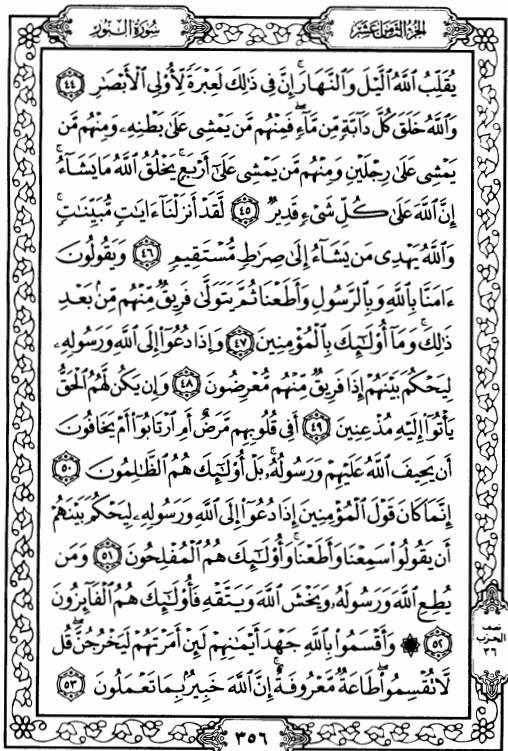 الجزء الثامن عشر
سورة النور
يُقَلِّبُ ٱللَّهُ ٱلَّيۡلَ وَٱلنَّهَارَۚ إِنَّ فِي ذَٰلِكَ لَعِبۡرَةٗ لِّأُوْلِي ٱلۡأَبۡصَٰرِ ٤٤
وَٱللَّهُ خَلَقَ كُلَّ دَآبَّةٖ مِّن مَّآءٖۖ فَمِنۡهُم مَّن يَمۡشِي عَلَىٰ بَطۡنِهِۦ وَمِنۡهُم مَّن
يَمۡشِي عَلَىٰ رِجۡلَيۡنِ وَمِنۡهُم مَّن يَمۡشِي عَلَىٰٓ أَرۡبَعٖۚ يَخۡلُقُ ٱللَّهُ مَا يَشَآءُۚ
إِنَّ ٱللَّهَ عَلَىٰ كُلِّ شَيۡءٖ قَدِيرٞ ٤٥ لَّقَدۡ أَنزَلۡنَآ ءَايَٰتٖ مُّبَيِّنَٰتٖۚ
وَٱللَّهُ يَهۡدِي مَن يَشَآءُ إِلَىٰ صِرَٰطٖ مُّسۡتَقِيمٖ ٤٦ وَيَقُولُونَ
ءَامَنَّا بِٱللَّهِ وَبِٱلرَّسُولِ وَأَطَعۡنَا ثُمَّ يَتَوَلَّىٰ فَرِيقٞ مِّنۡهُم مِّنۢ بَعۡدِ
ذَٰلِكَۚ وَمَآ أُوْلَٰٓئِكَ بِٱلۡمُؤۡمِنِينَ ٤٧ وَإِذَا دُعُوٓاْ إِلَى ٱللَّهِ وَرَسُولِهِۦ
لِيَحۡكُمَ بَيۡنَهُمۡ إِذَا فَرِيقٞ مِّنۡهُم مُّعۡرِضُونَ ٤٨ وَإِن يَكُن لَّهُمُ ٱلۡحَقُّ
يَأۡتُوٓاْ إِلَيۡهِ مُذۡعِنِينَ ٤٩ أَفِي قُلُوبِهِم مَّرَضٌ أَمِ ٱرۡتَابُوٓاْ أَمۡ يَخَافُونَ
أَن يَحِيفَ ٱللَّهُ عَلَيۡهِمۡ وَرَسُولُهُۥۚ بَلۡ أُوْلَٰٓئِكَ هُمُ ٱلظَّٰلِمُونَ ٥٠
إِنَّمَا كَانَ قَوۡلَ ٱلۡمُؤۡمِنِينَ إِذَا دُعُوٓاْ إِلَى ٱللَّهِ وَرَسُولِهِۦ لِيَحۡكُمَ بَيۡنَهُمۡ
أَن يَقُولُواْ سَمِعۡنَا وَأَطَعۡنَاۚ وَأُوْلَٰٓئِكَ هُمُ ٱلۡمُفۡلِحُونَ ٥١ وَمَن
يُطِعِ ٱللَّهَ وَرَسُولَهُۥ وَيَخۡشَ ٱللَّهَ وَيَتَّقۡهِ فَأُوْلَٰٓئِكَ هُمُ ٱلۡفَآئِزُونَ
٥٢ ۞ وَأَقۡسَمُواْ بِٱللَّهِ جَهۡدَ أَيۡمَٰنِهِمۡ لَئِنۡ أَمَرۡتَهُمۡ لَيَخۡرُجُنَّۖ قُل
لَّا تُقۡسِمُواْۖ طَاعَةٞ مَّعۡرُوفَةٌۚ إِنَّ ٱللَّهَ خَبِيرُۢ بِمَا تَعۡمَلُونَ ٥٣
نصف
الحزب
٣٦
٣٥٦